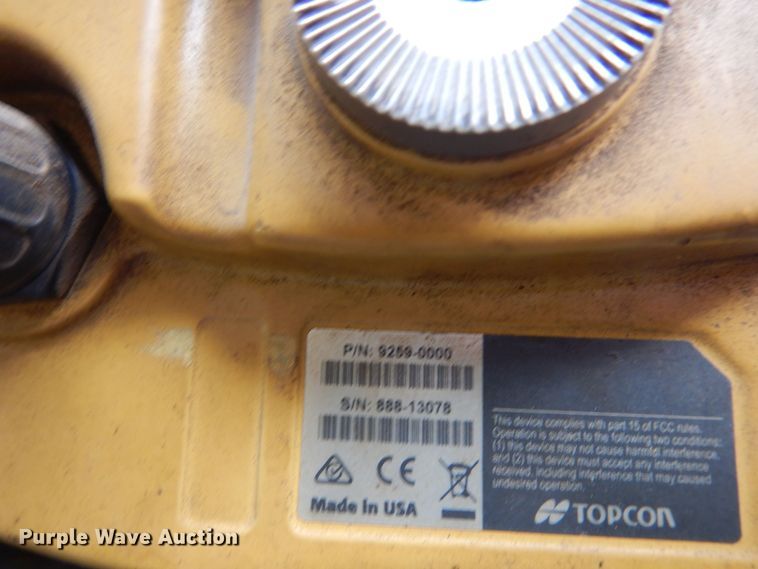 P/N: 9259-0000
S/N: 888-13078
CE
Made in USA
This device complies with part 15 of FCC rules.
Operation is subject to the following two conditions:
(1) this device may not cause harmful interference,
and (2) this device must accept any interference
received, including interference that may caused
undesired operation.
TOPCON
Purple Wave Auction